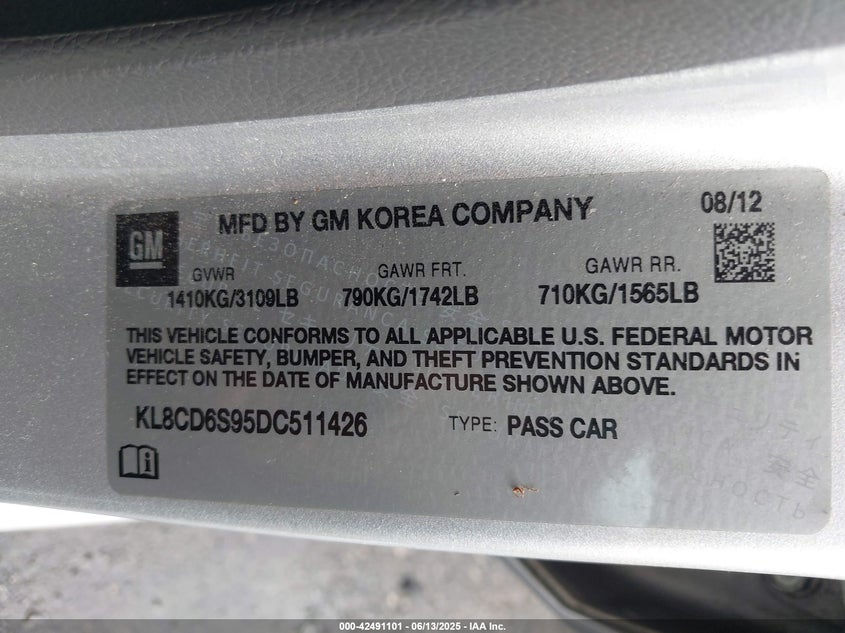 MFD BY GM KOREA COMPANY 08/12
GM
GVWR GAWR FRT. GAWR RR.
1410KG/3109LB 790KG/1742LB 710KG/1565LB
THIS VEHICLE CONFORMS TO ALL APPLICABLE U.S. FEDERAL MOTOR
VEHICLE SAFETY, BUMPER, AND THEFT PREVENTION STANDARDS IN
EFFECT ON THE DATE OF MANUFACTURE SHOWN ABOVE.
KL8CD6S95DC511426 TYPE: PASS CAR
000-42491101 - 06/13/2025 - IAA Inc.